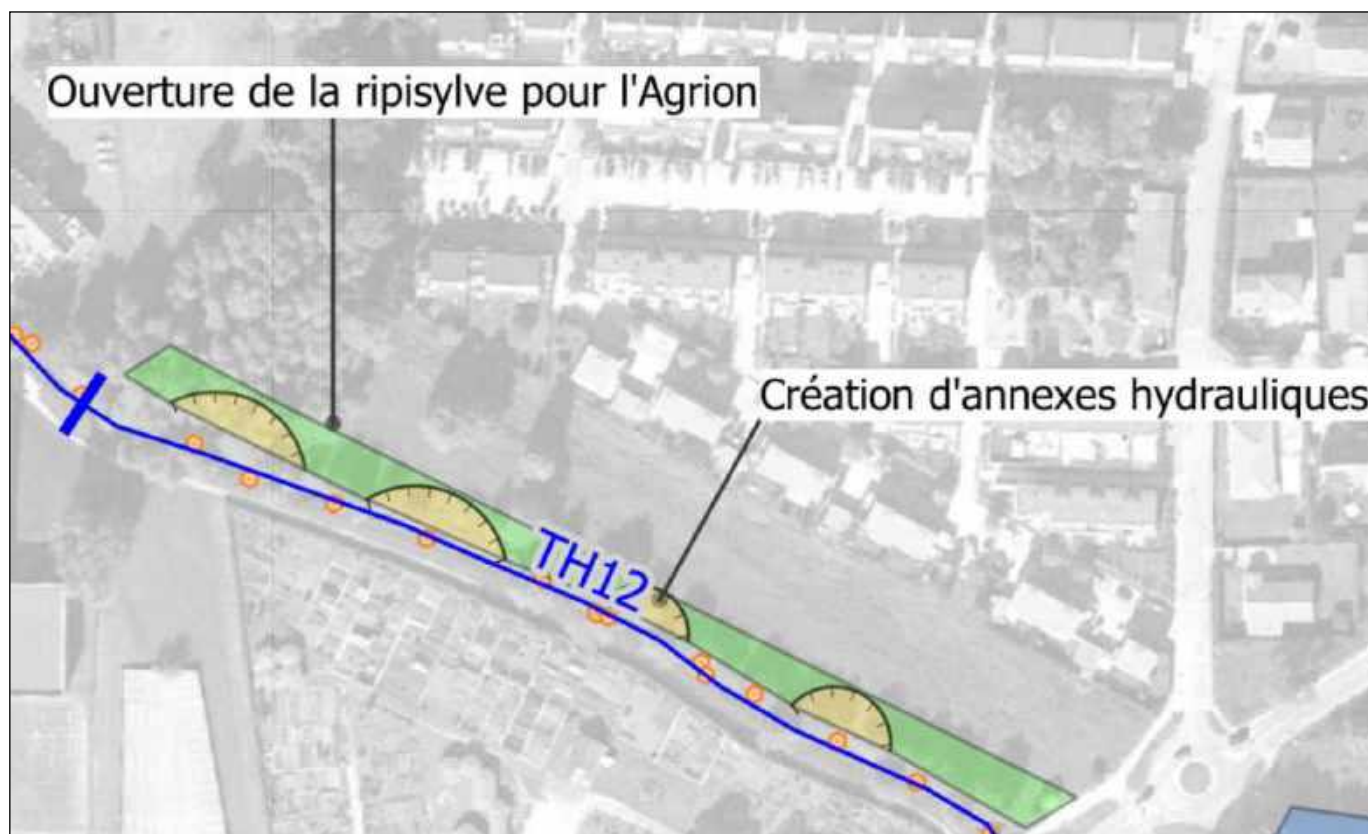 Ouverture de la ripisylve pour l'Agrion
Création d'annexes hydrauliques
TH12